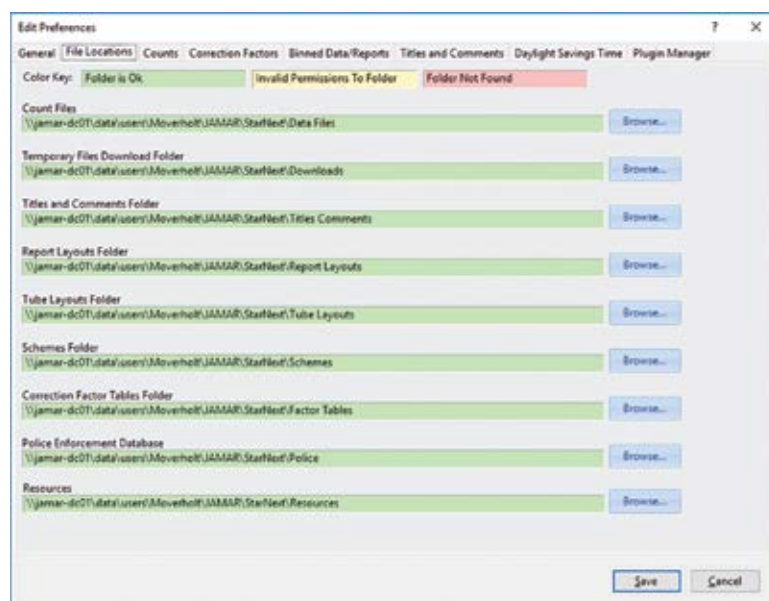 Edit Preferences ? ×
General File Locations Counts Correction Factors Binned Data/Reports Titles and Comments Daylight Savings Time Plugin Manager
Color Key: Folder is Ok Invalid Permissions To Folder Folder Not Found
Count Files
\\jamar-dc01\data\users\Moverholt\JAMAR\StarNext\Data Files Browse...
Temporary Files Download Folder
\\jamar-dc01\data\users\Moverholt\JAMAR\StarNext\Downloads Browse...
Titles and Comments Folder
\\jamar-dc01\data\users\Moverholt\JAMAR\StarNext\Titles Comments Browse...
Report Layouts Folder
\\jamar-dc01\data\users\Moverholt\JAMAR\StarNext\Report Layouts Browse...
Tube Layouts Folder
\\jamar-dc01\data\users\Moverholt\JAMAR\StarNext\Tube Layouts Browse...
Schemes Folder
\\jamar-dc01\data\users\Moverholt\JAMAR\StarNext\Schemes Browse...
Correction Factor Tables Folder
\\jamar-dc01\data\users\Moverholt\JAMAR\StarNext\Factor Tables Browse...
Police Enforcement Database
\\jamar-dc01\data\users\Moverholt\JAMAR\StarNext\Police Browse...
Resources
\\jamar-dc01\data\users\Moverholt\JAMAR\StarNext\Resources Browse...
Save Cancel